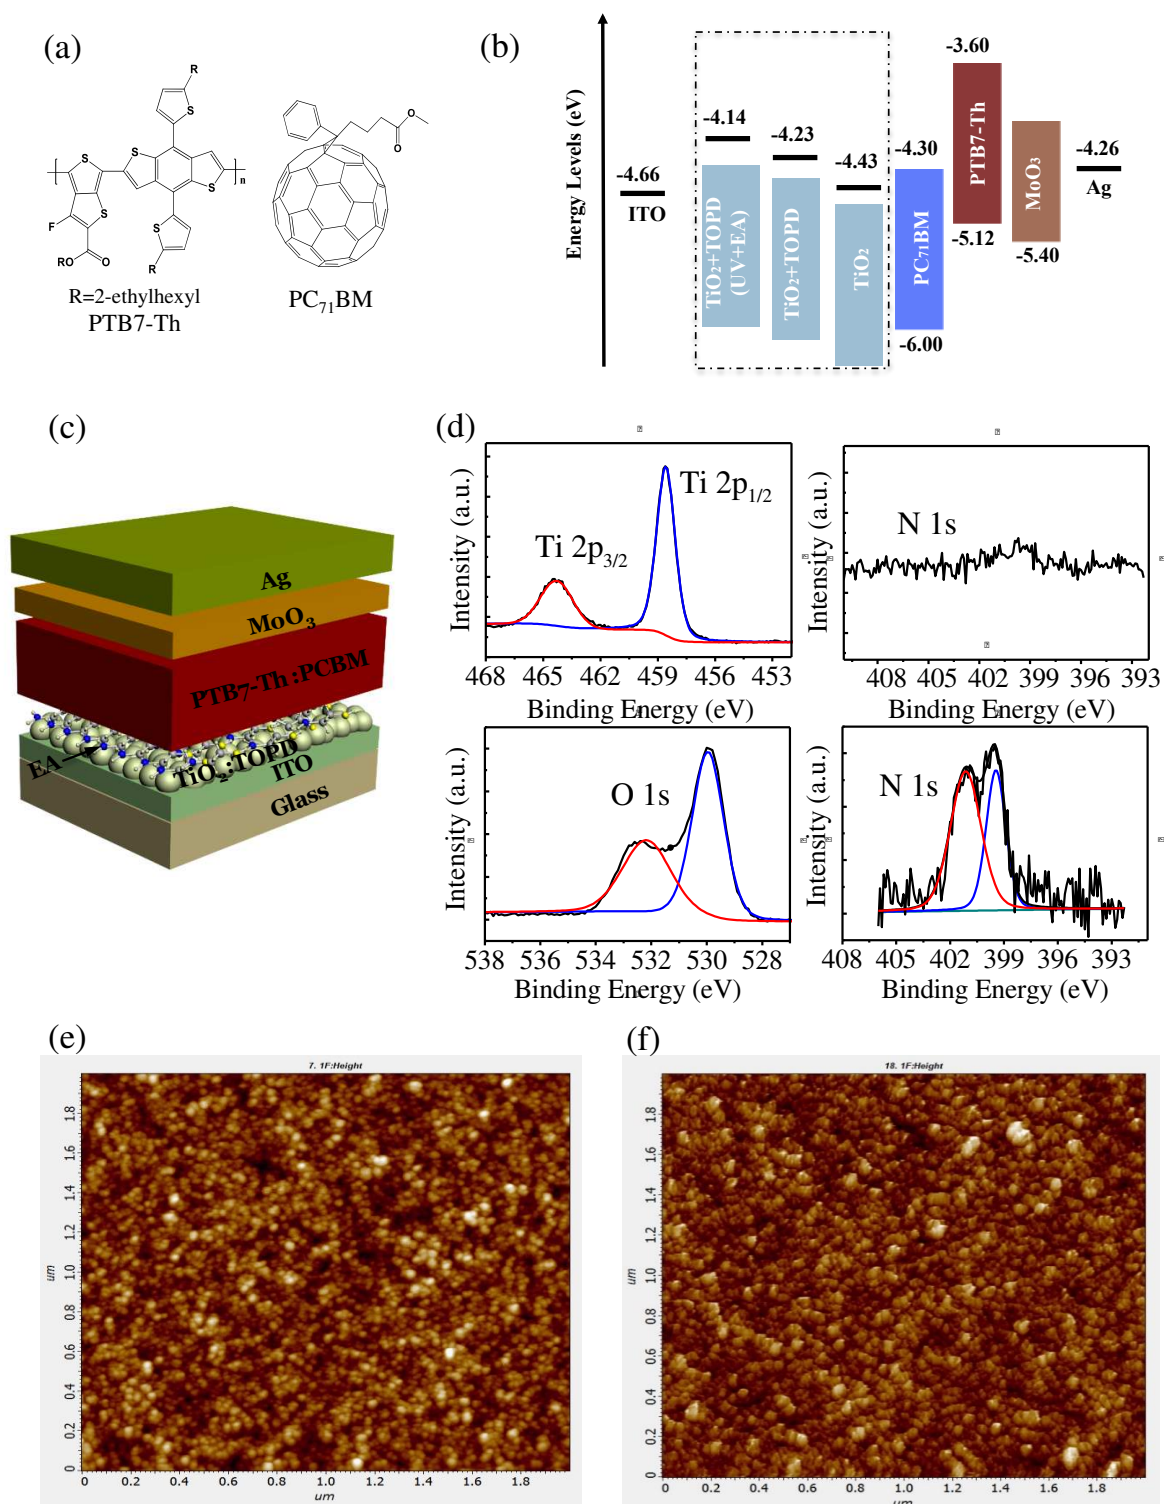 (a)
R
S
S
S
S
S
S
n
F
RO
O
R
O
O
R=2-ethylhexyl
PTB7-Th
PC71BM
(b)
Energy Levels (eV)
-4.66
ITO
-4.14
TiO2+TOPD
(UV+EA)
-4.23
TiO2+TOPD
-4.43
TiO2
-4.30
PC71BM
-6.00
-3.60
PTB7-Th
-5.12
MoO3
-5.40
-4.26
Ag
(c)
Ag
MoO3
PTB7-Th:PCBM
EA
TiO2:TOPD
ITO
Glass
(d)
Intensity (a.u.)
Ti 2p3/2
Ti 2p1/2
468 465 462 459 456 453
Binding Energy (eV)
Intensity (a.u.)
N 1s
408 405 402 399 396 393
Binding Energy (eV)
Intensity (a.u.)
O 1s
538 536 534 532 530 528
Binding Energy (eV)
Intensity (a.u.)
N 1s
408 405 402 399 396 393
Binding Energy (eV)
(e)
7. 1F:Height
um
0 0.2 0.4 0.6 0.8 1.0 1.2 1.4 1.6 1.8
0 0.2 0.4 0.6 0.8 1.0 1.2 1.4 1.6 1.8
um
(f)
18. 1F:Height
um
0 0.2 0.4 0.6 0.8 1.0 1.2 1.4 1.6 1.8
0 0.2 0.4 0.6 0.8 1.0 1.2 1.4 1.6 1.8
um